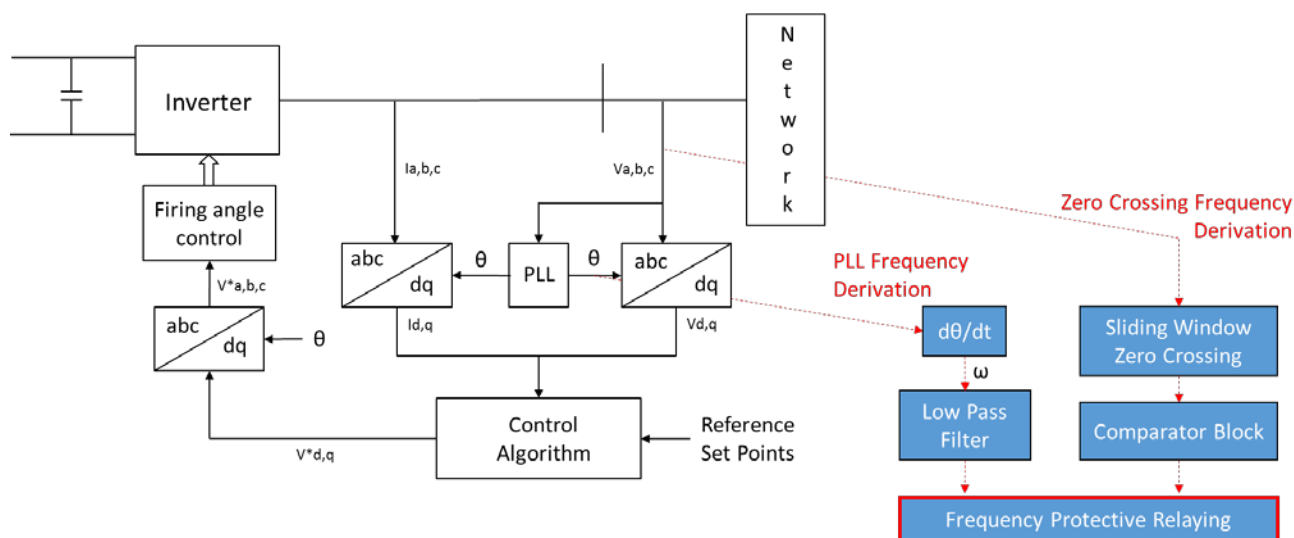 Inverter
N
e
t
w
o
r
k
Ia,b,c
Va,b,c
Zero Crossing Frequency
Derivation
Firing angle
control
abc
dq
θ
PLL
θ
abc
dq
PLL Frequency
Derivation
V*a,b,c
Id,q
Vd,q
abc
dq
θ
dθ/dt
ω
Sliding Window
Zero Crossing
Low Pass
Filter
Comparator Block
Control
Algorithm
Reference
Set Points
V*d,q
Frequency Protective Relaying